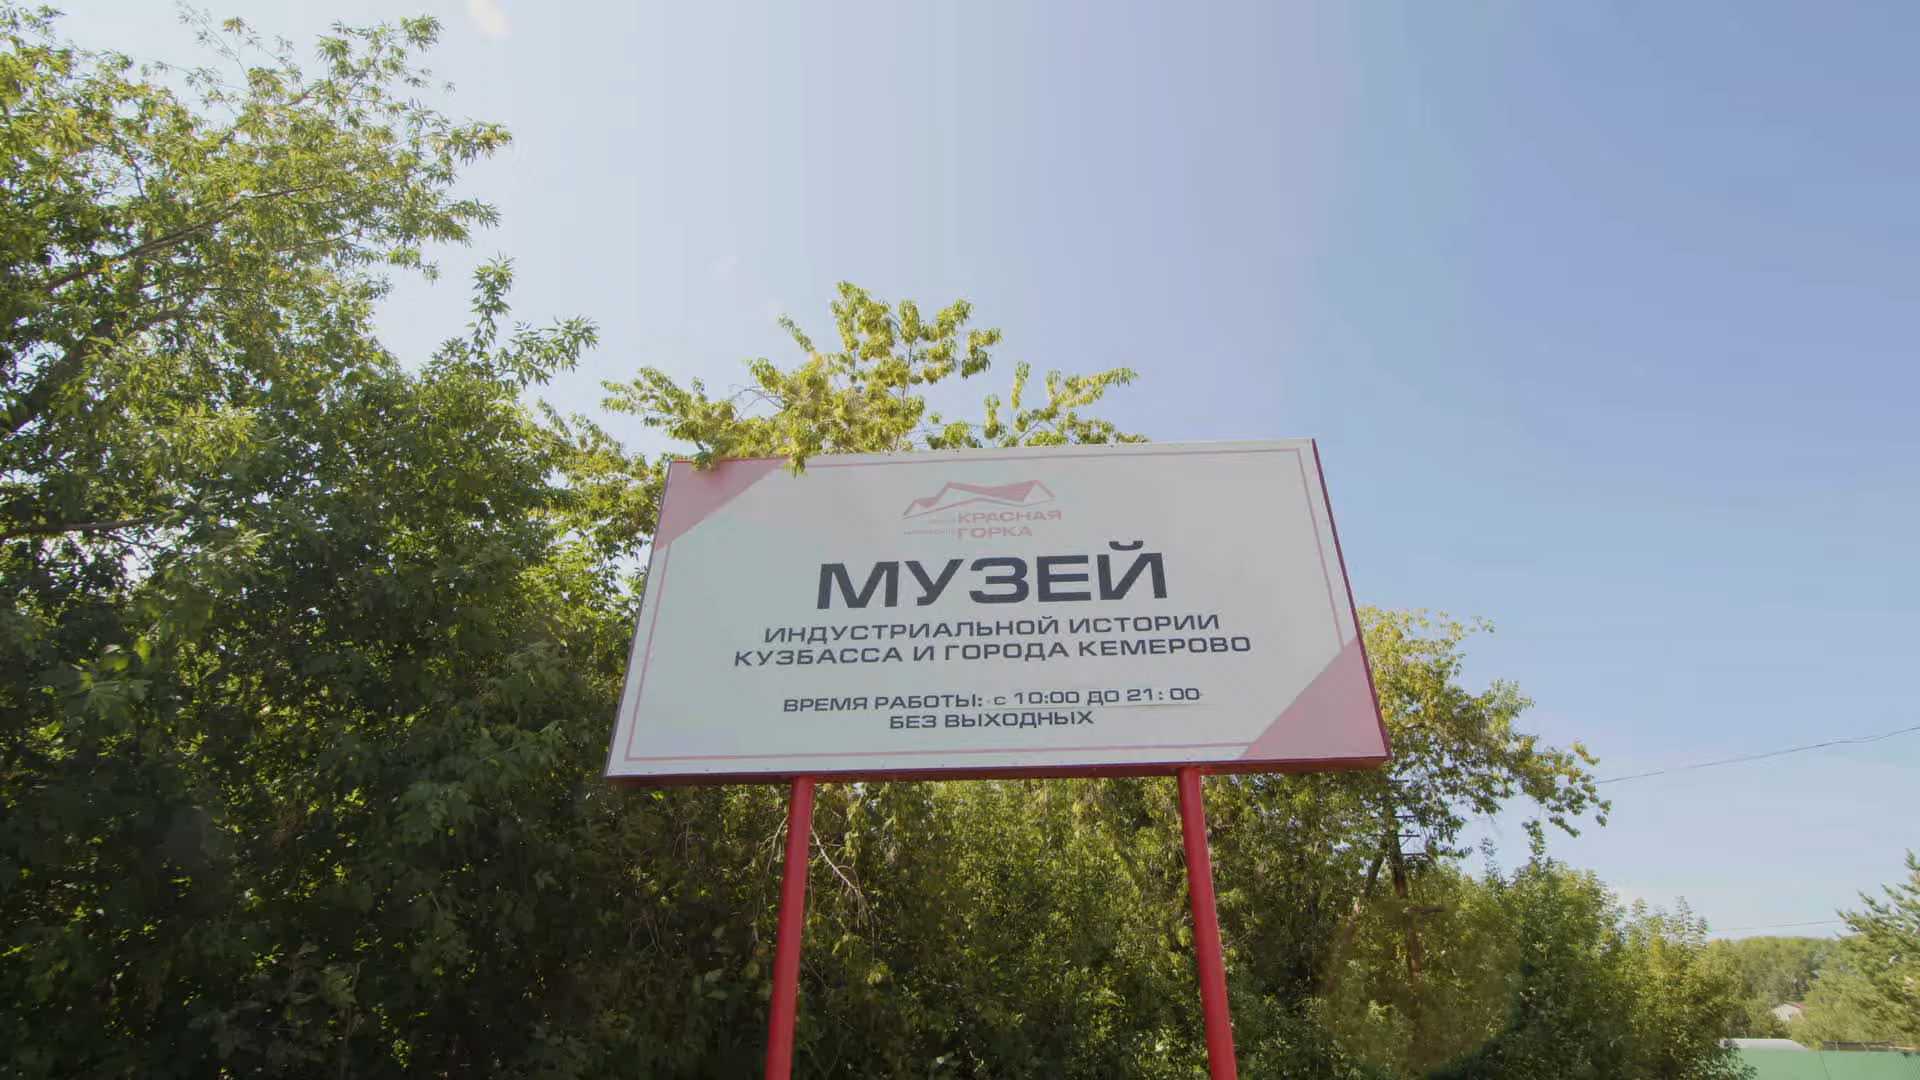 КРАСНАЯ
ГОРКА
МУЗЕЙ
ИНДУСТРИАЛЬНОЙ ИСТОРИИ
КУЗБАССА И ГОРОДА КЕМЕРОВО
ВРЕМЯ РАБОТЫ: с 10:00 ДО 21:00
БЕЗ ВЫХОДНЫХ